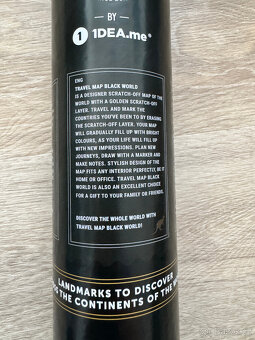 BY
1 1DEA.me®
ENG
TRAVEL MAP BLACK WORLD
IS A DESIGNER SCRATCH-OFF MAP OF THE
WORLD WITH A GOLDEN SCRATCH-OFF
LAYER. TRAVEL AND MARK THE
COUNTRIES YOU'VE BEEN TO BY ERASING
THE SCRATCH-OFF LAYER. YOUR MAP
WILL GRADUALLY FILL UP WITH BRIGHT
COLOURS, AS YOUR LIFE WILL FILL UP
WITH NEW IMPRESSIONS. PLAN NEW
JOURNEYS, DRAW WITH A MARKER AND
MAKE NOTES. STYLISH DESIGN OF THE
MAP FITS ANY INTERIOR PERFECTLY, BE IT
HOME OR OFFICE. TRAVEL MAP BLACK
WORLD IS ALSO AN EXCELLENT CHOICE
FOR A GIFT TO YOUR FAMILY OR FRIENDS.
DISCOVER THE WHOLE WORLD WITH
TRAVEL MAP BLACK WORLD!
LANDMARKS TO DISCOVER
THE CONTINENTS OF THE